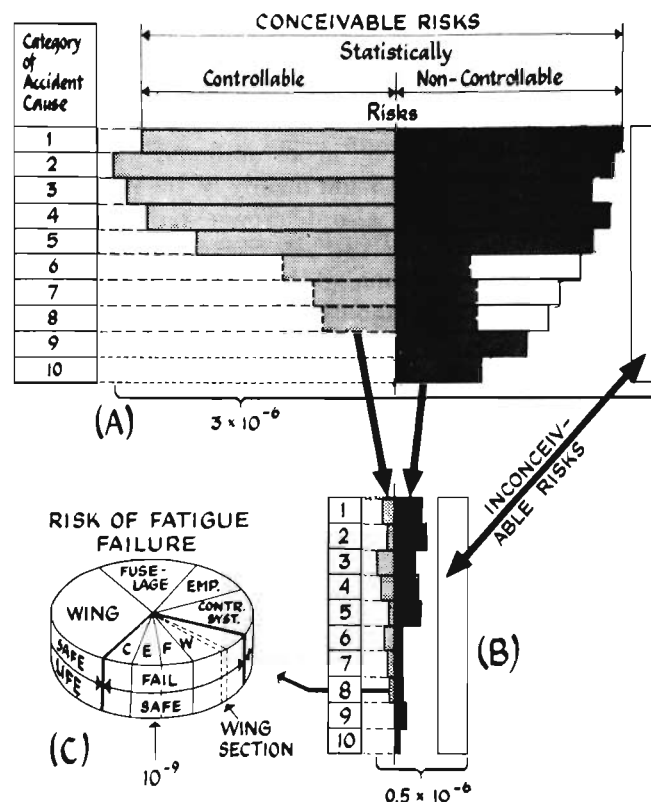 CONCEIVABLE RISKS
Category of Accident Cause
Statistically
Controllable
Non-Controllable
Risks
1
2
3
4
5
6
7
8
9
10
(A)
3 × 10⁻⁶
INCONCEIV-
ABLE RISKS
1
2
3
4
5
6
7
8
9
10
(B)
0.5 × 10⁻⁶
RISK OF FATIGUE
FAILURE
FUSE-
LAGE
EMP.
CONTR.
SYST.
WING
C E F W
SAFE
LIFE
FAIL
SAFE
WING
SECTION
(C)
10⁻⁹